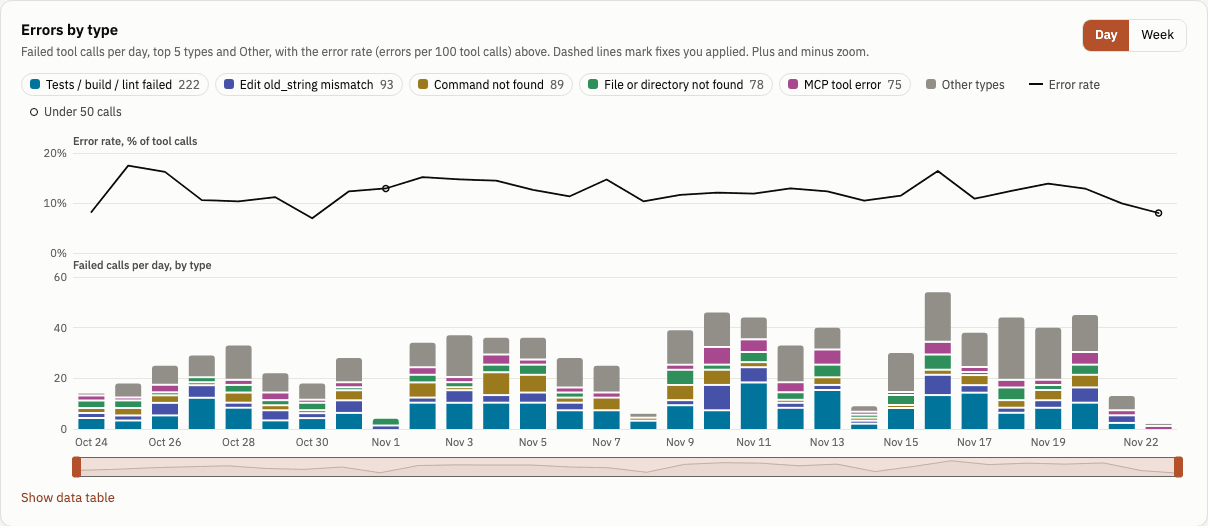 Errors by type
Failed tool calls per day, top 5 types and Other, with the error rate (errors per 100 tool calls) above. Dashed lines mark fixes you applied. Plus and minus zoom.
Day Week
Tests / build / lint failed 222 Edit old_string mismatch 93 Command not found 89 File or directory not found 78 MCP tool error 75 Other types Error rate
Under 50 calls
Error rate, % of tool calls
20%
10%
0%
Failed calls per day, by type
60
40
20
0
Oct 24 Oct 26 Oct 28 Oct 30 Nov 1 Nov 3 Nov 5 Nov 7 Nov 9 Nov 11 Nov 13 Nov 15 Nov 17 Nov 19 Nov 22
Show data table